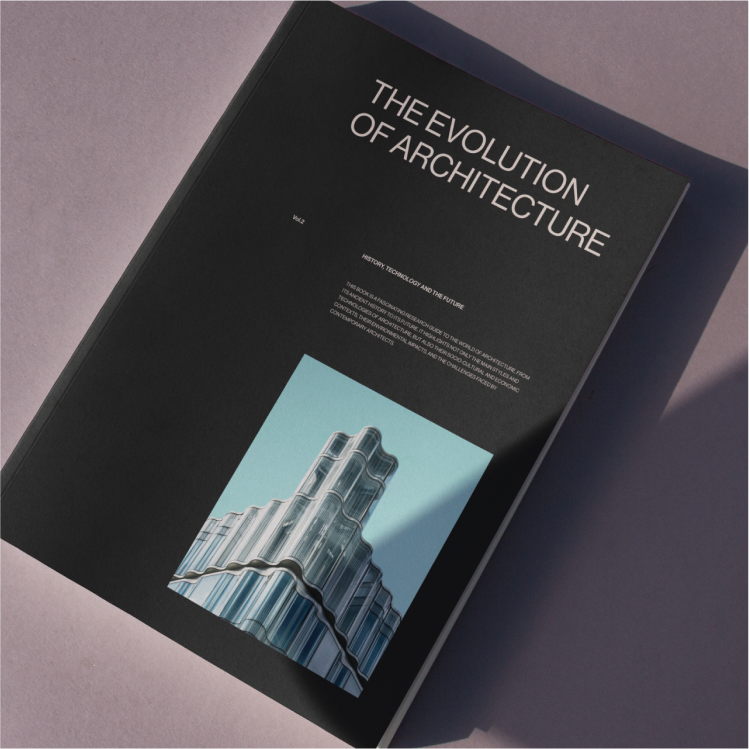 THE EVOLUTION
OF ARCHITECTURE
Vol.2
HISTORY, TECHNOLOGY AND THE FUTURE
THIS BOOK IS A FASCINATING RESEARCH GUIDE TO THE WORLD OF ARCHITECTURE, FROM
ITS ANCIENT HISTORY TO ITS FUTURE. IT HIGHLIGHTS NOT ONLY THE MAIN STYLES AND
TECHNOLOGIES OF ARCHITECTURE, BUT ALSO THEIR SOCIO-CULTURAL AND ECONOMIC
CONTEXTS, THEIR ENVIRONMENTAL IMPACTS, AND THE CHALLENGES FACED BY
CONTEMPORARY ARCHITECTS.